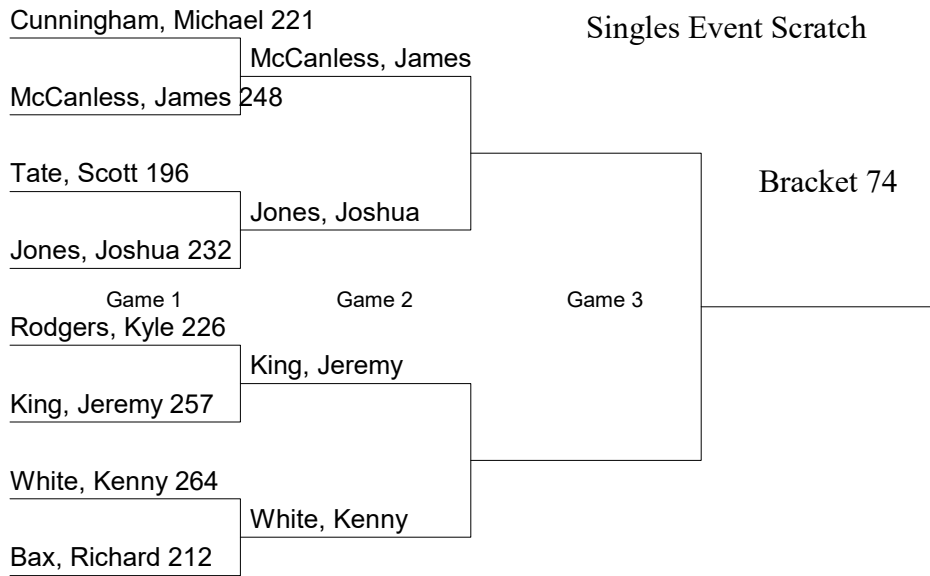 Cunningham, Michael 221
Singles Event Scratch
McCanless, James
McCanless, James 248
Tate, Scott 196
Bracket 74
Jones, Joshua
Jones, Joshua 232
Game 1
Game 2
Game 3
Rodgers, Kyle 226
King, Jeremy
King, Jeremy 257
White, Kenny 264
White, Kenny
Bax, Richard 212